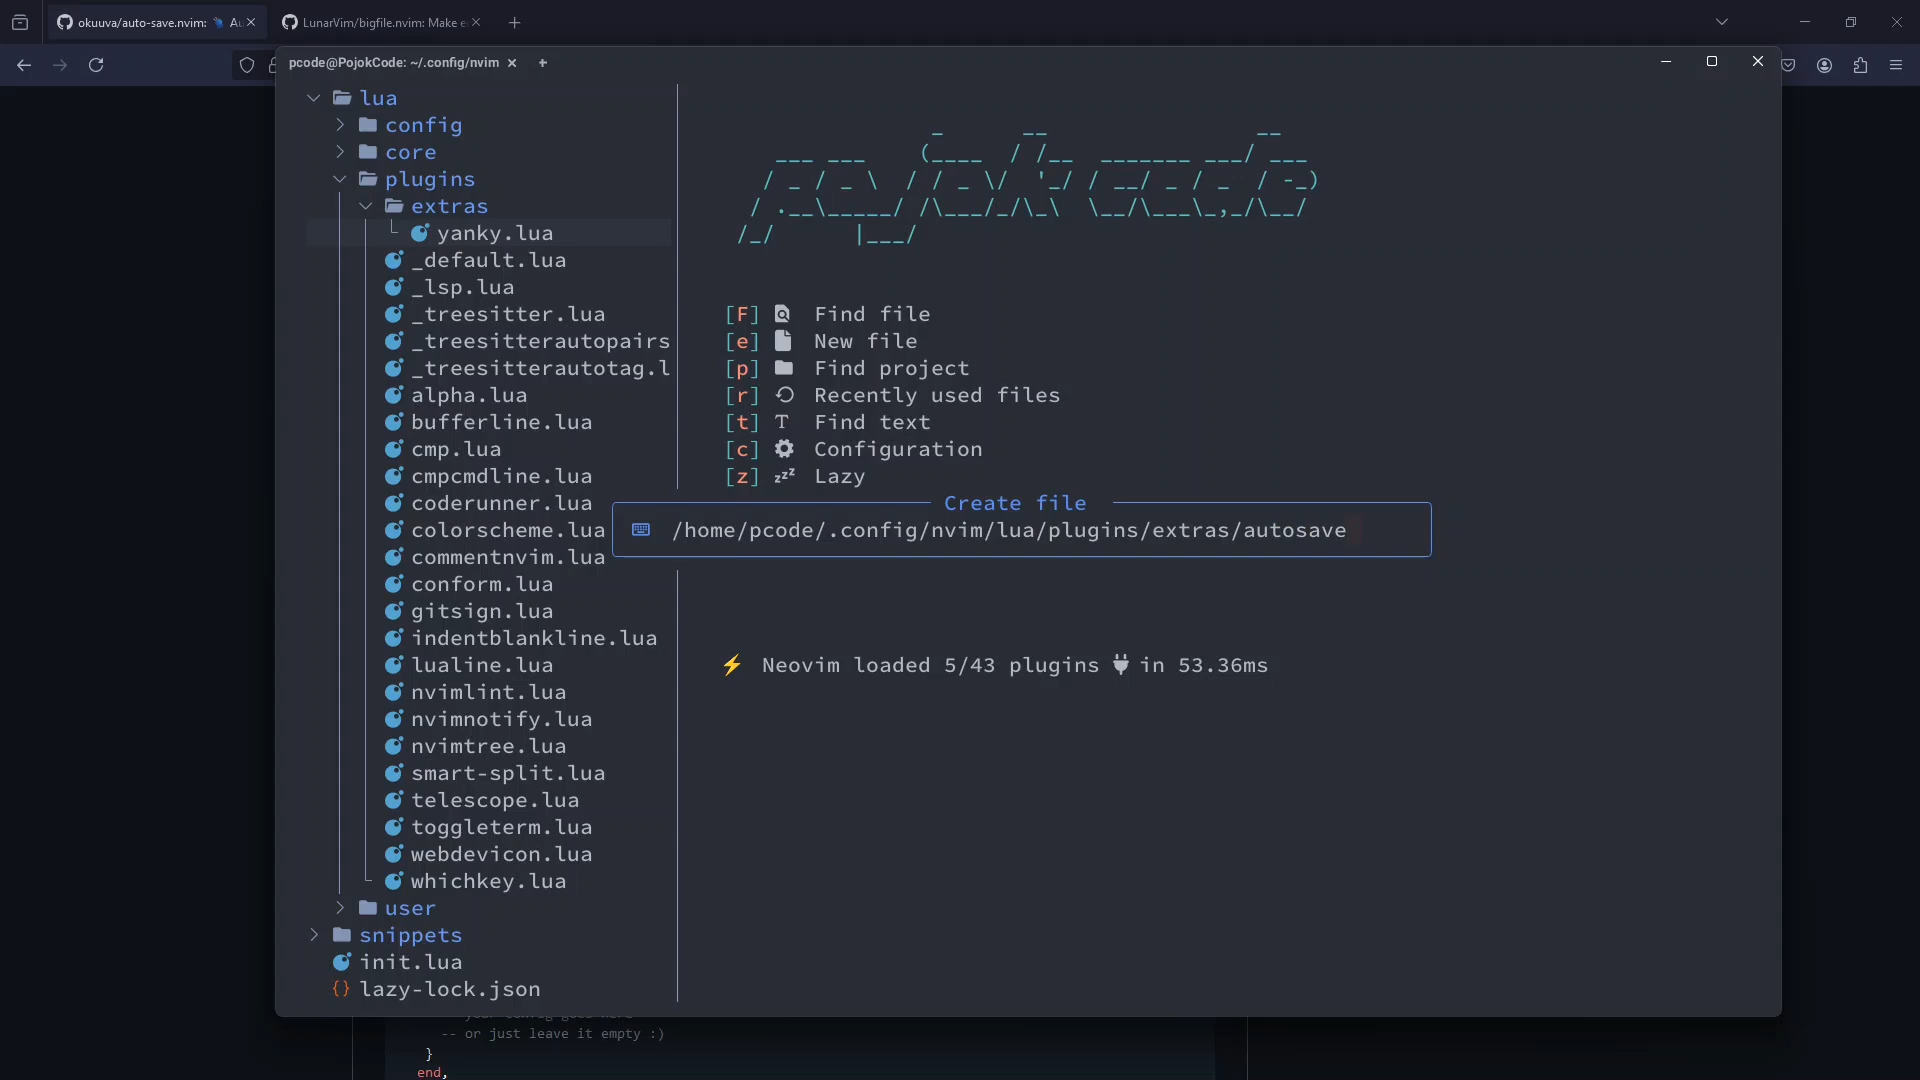 okuuva/auto-save.nvim: 🐏 Au
LunarVim/bigfile.nvim: Make e
pcode@PojokCode: ~/.config/nvim
lua
config
core
plugins
extras
yanky.lua
_default.lua
_lsp.lua
_treesitter.lua
_treesitterautopairs
_treesitterautotag.l
alpha.lua
bufferline.lua
cmp.lua
cmpcmdline.lua
coderunner.lua
colorscheme.lua
commentnvim.lua
conform.lua
gitsign.lua
indentblankline.lua
lualine.lua
nvimlint.lua
nvimnotify.lua
nvimtree.lua
smart-split.lua
telescope.lua
toggleterm.lua
webdevicon.lua
whichkey.lua
user
snippets
init.lua
{} lazy-lock.json
pojok code
[F] Find file
[e] New file
[p] Find project
[r] Recently used files
[t] T Find text
[c] Configuration
[z] zzz Lazy
Create file
/home/pcode/.config/nvim/lua/plugins/extras/autosave
⚡ Neovim loaded 5/43 plugins in 53.36ms
-- or just leave it empty :)
}
end,